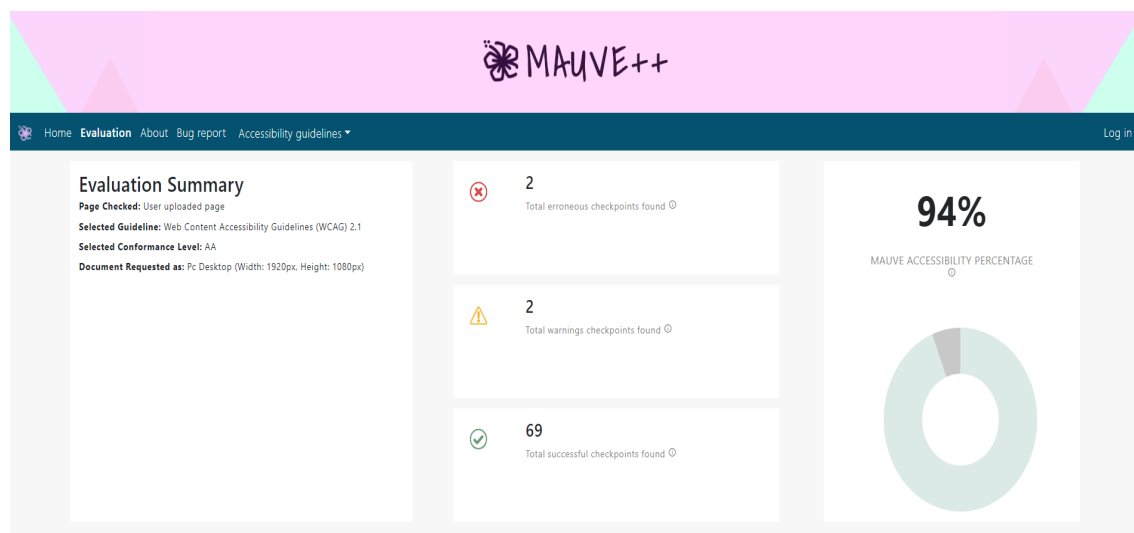 MAUVE++
Home Evaluation About Bug report Accessibility guidelines Log in
Evaluation Summary
Page Checked: User uploaded page
Selected Guideline: Web Content Accessibility Guidelines (WCAG) 2.1
Selected Conformance Level: AA
Document Requested as: Pc Desktop (Width: 1920px, Height: 1080px)
2
Total erroneous checkpoints found
2
Total warnings checkpoints found
69
Total successful checkpoints found
94%
MAUVE ACCESSIBILITY PERCENTAGE